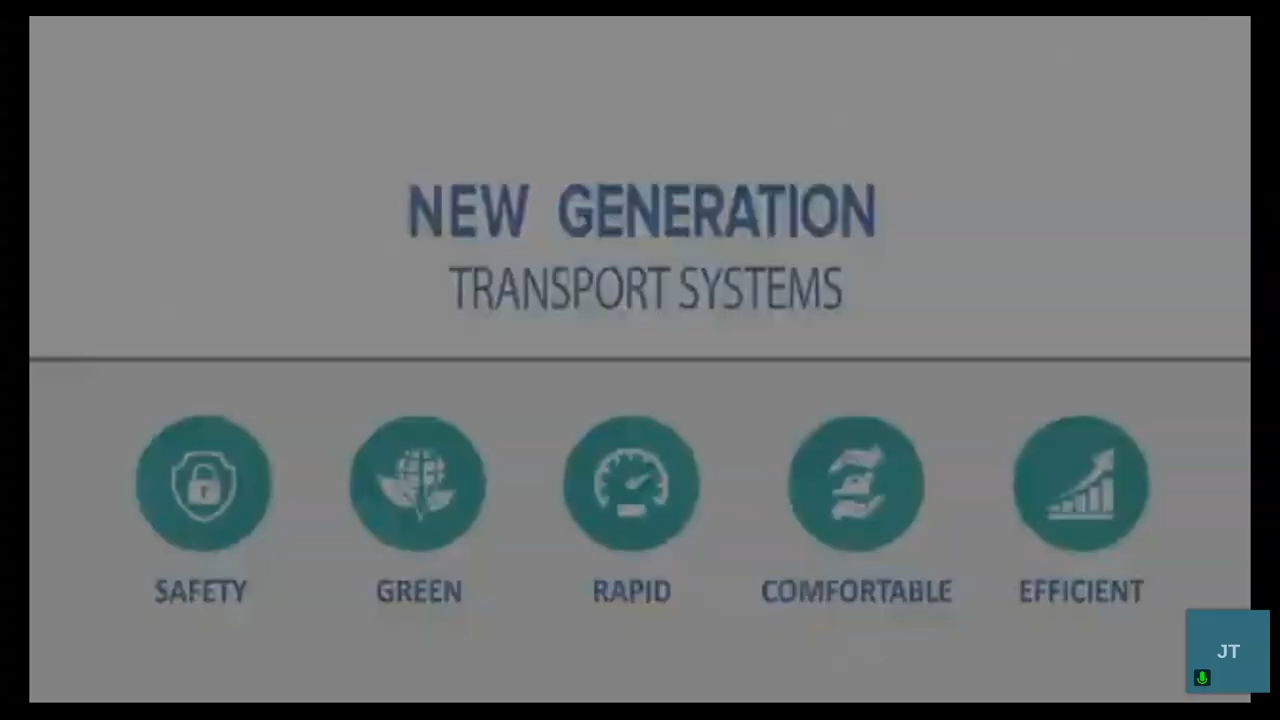 NEW GENERATION
TRANSPORT SYSTEMS
SAFETY
GREEN
RAPID
COMFORTABLE
EFFICIENT
JT